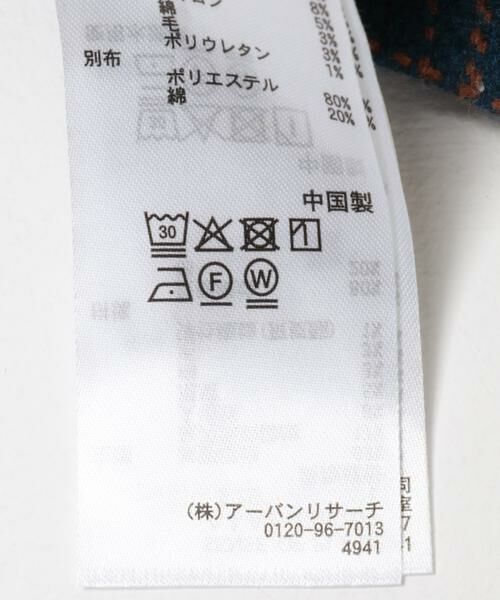 綿 8%
毛 5%
3%
ポリウレタン 3%
別布 1%
ポリエステル 80%
綿 20%
中国製
30
F W
(株)アーバンリサーチ
0120-96-7013
4941